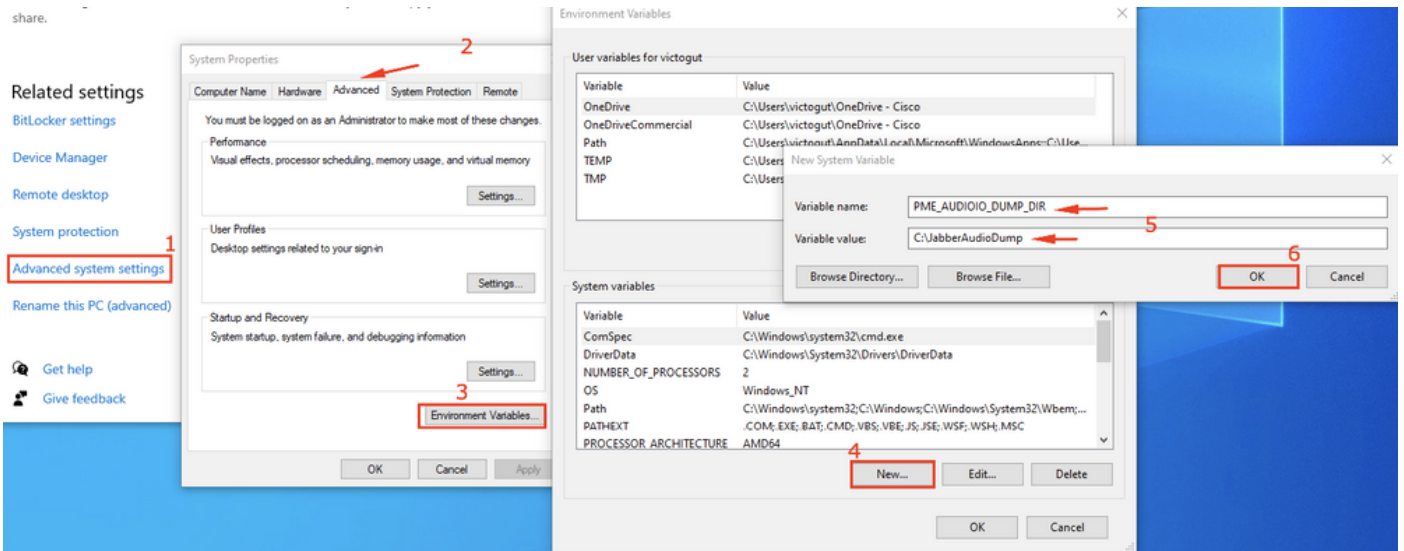 share.
Related settings
BitLocker settings
Device Manager
Remote desktop
System protection
1
Advanced system settings
Rename this PC (advanced)
Get help
Give feedback
System Properties
2
Computer Name Hardware Advanced System Protection Remote
You must be logged on as an Administrator to make most of these changes.
Performance
Visual effects, processor scheduling, memory usage, and virtual memory
Settings...
User Profiles
Desktop settings related to your sign-in
Settings...
Startup and Recovery
System startup, system failure, and debugging information
Settings...
3
Environment Variables...
OK Cancel Apply
Environment Variables
User variables for victogut
Variable Value
OneDrive C:\Users\victogut\OneDrive - Cisco
OneDriveCommercial C:\Users\victogut\OneDrive - Cisco
Path C:\Users\victogut\AppData\Local\Microsoft\WindowsApps;C:\Use...
TEMP C:\Users
TMP C:\Users
New System Variable
Variable name: PME_AUDIOIO_DUMP_DIR
5
Variable value: C:\JabberAudioDump
6
Browse Directory... Browse File... OK Cancel
System variables
Variable Value
ComSpec C:\Windows\system32\cmd.exe
DriverData C:\Windows\System32\Drivers\DriverData
NUMBER_OF_PROCESSORS 2
OS Windows_NT
Path C:\Windows\system32;C:\Windows;C:\Windows\System32\Wbem;...
PATHEXT .COM;.EXE;.BAT;.CMD;.VBS;.VBE;.JS;.JSE;.WSF;.WSH;.MSC
PROCESSOR_ARCHITECTURE AMD64
4
New... Edit... Delete
OK Cancel